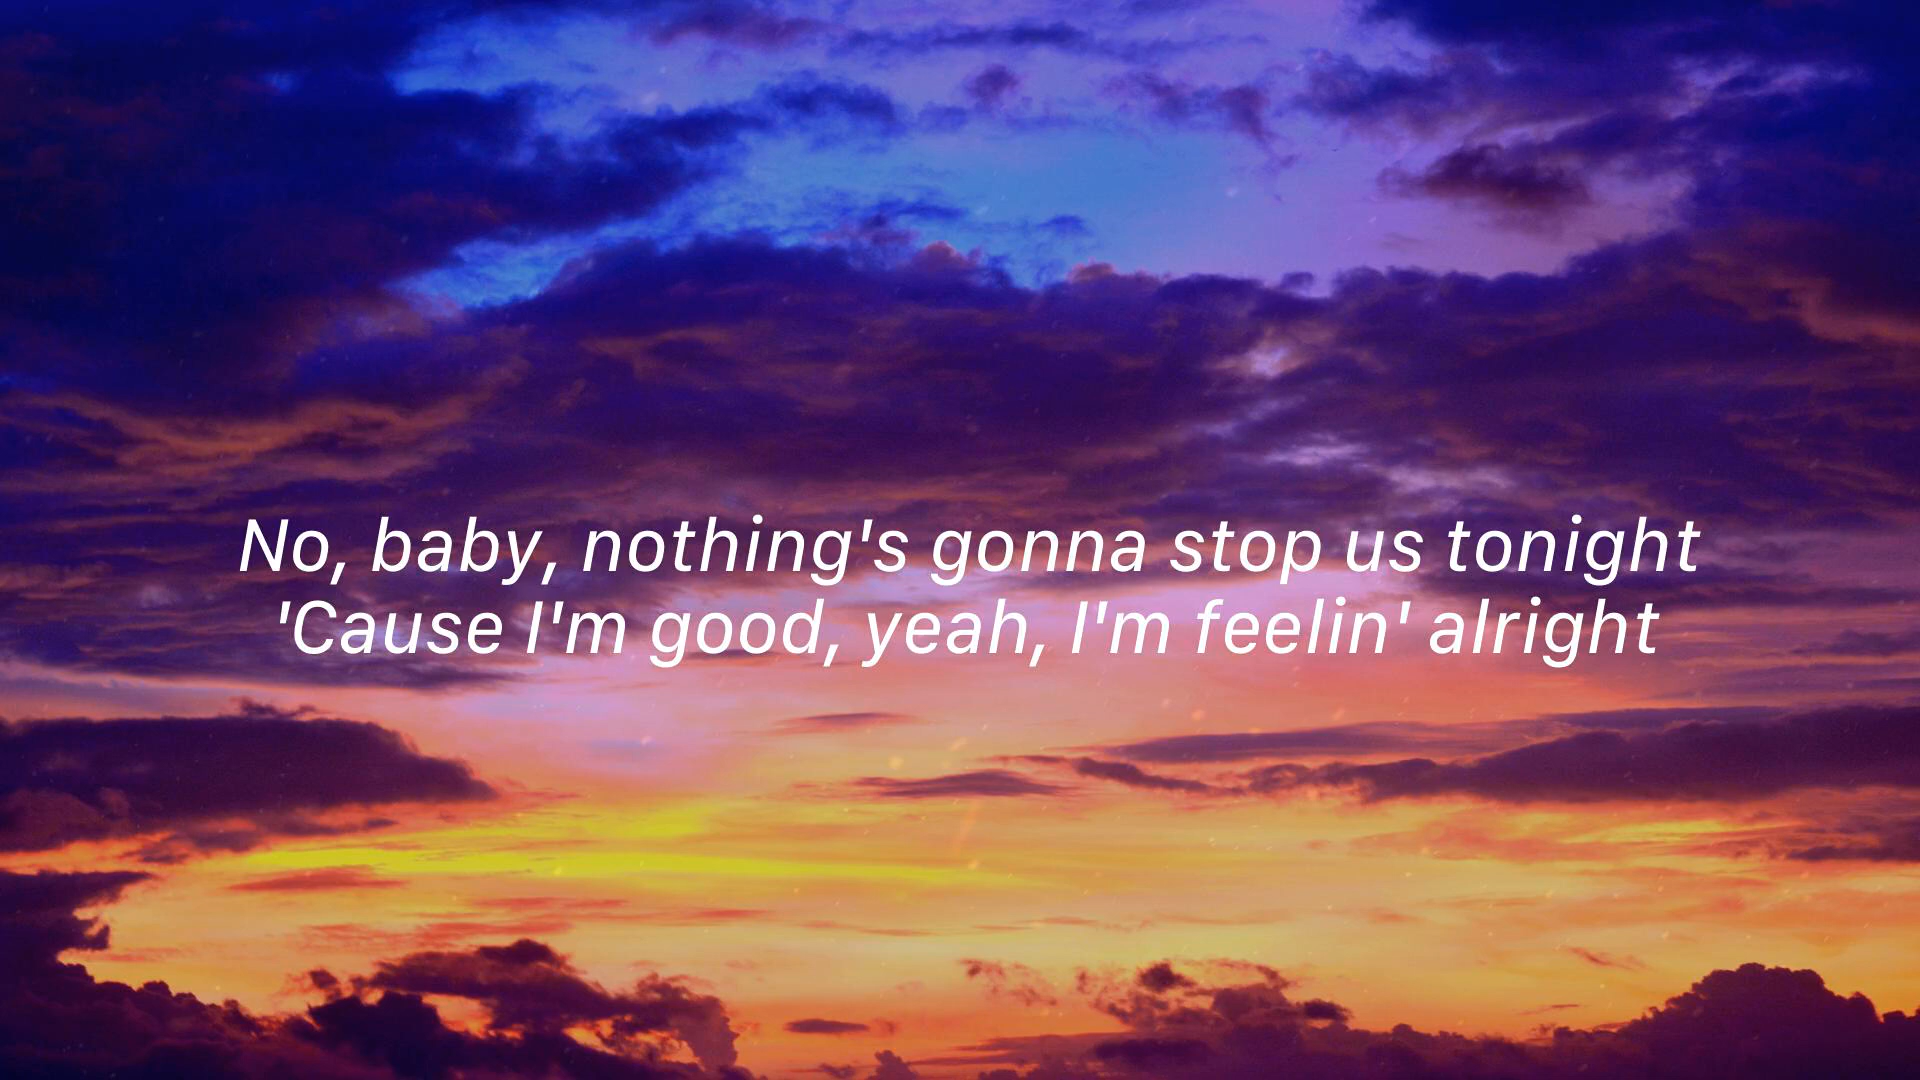 No, baby, nothing's gonna stop us tonight
'Cause I'm good, yeah, I'm feelin' alright